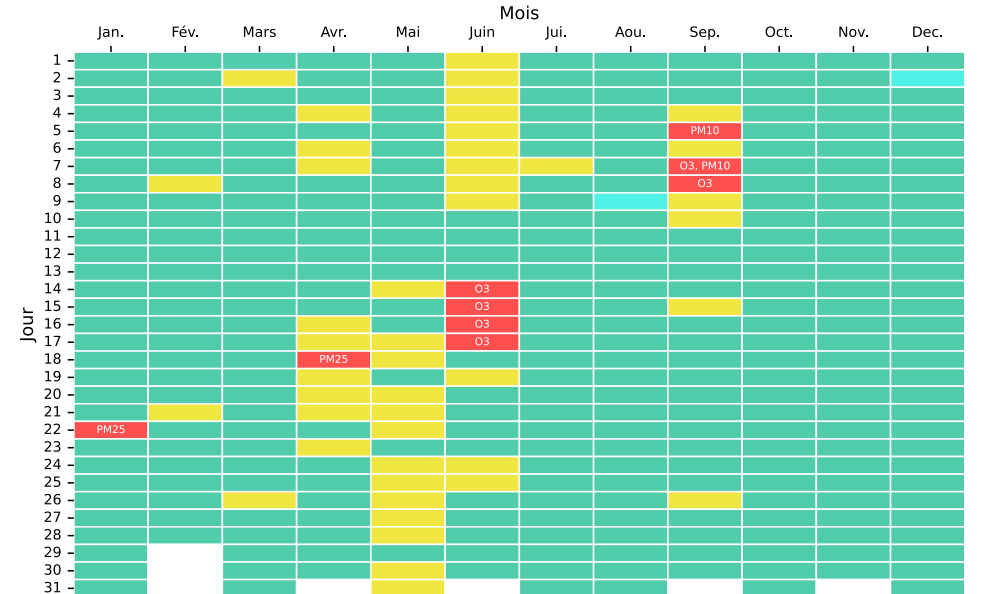 Mois
Jan. Fév. Mars Avr. Mai Juin Jui. Aou. Sep. Oct. Nov. Dec.
Jour
1
2
3
4
5 PM10
6
7 O3, PM10
8 O3
9
10
11
12
13
14 O3
15 O3
16 O3
17 O3
18 PM25
19
20
21
22 PM25
23
24
25
26
27
28
29
30
31